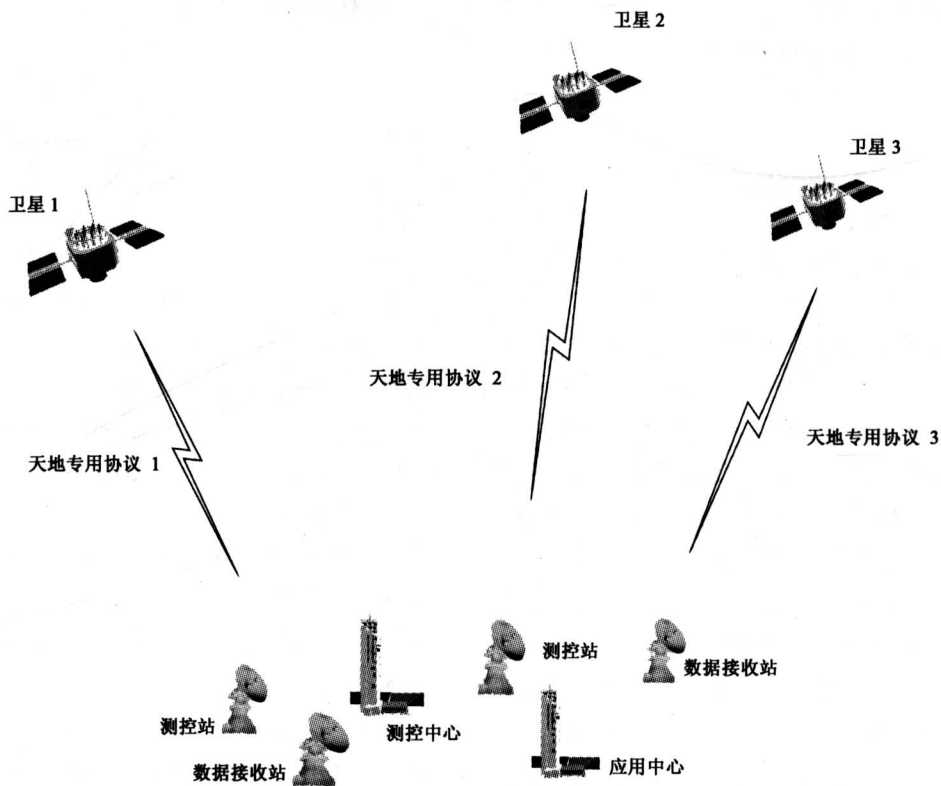 卫星 2
卫星 3
卫星 1
天地专用协议 2
天地专用协议 3
天地专用协议 1
测控站
数据接收站
测控站
测控中心
数据接收站
应用中心